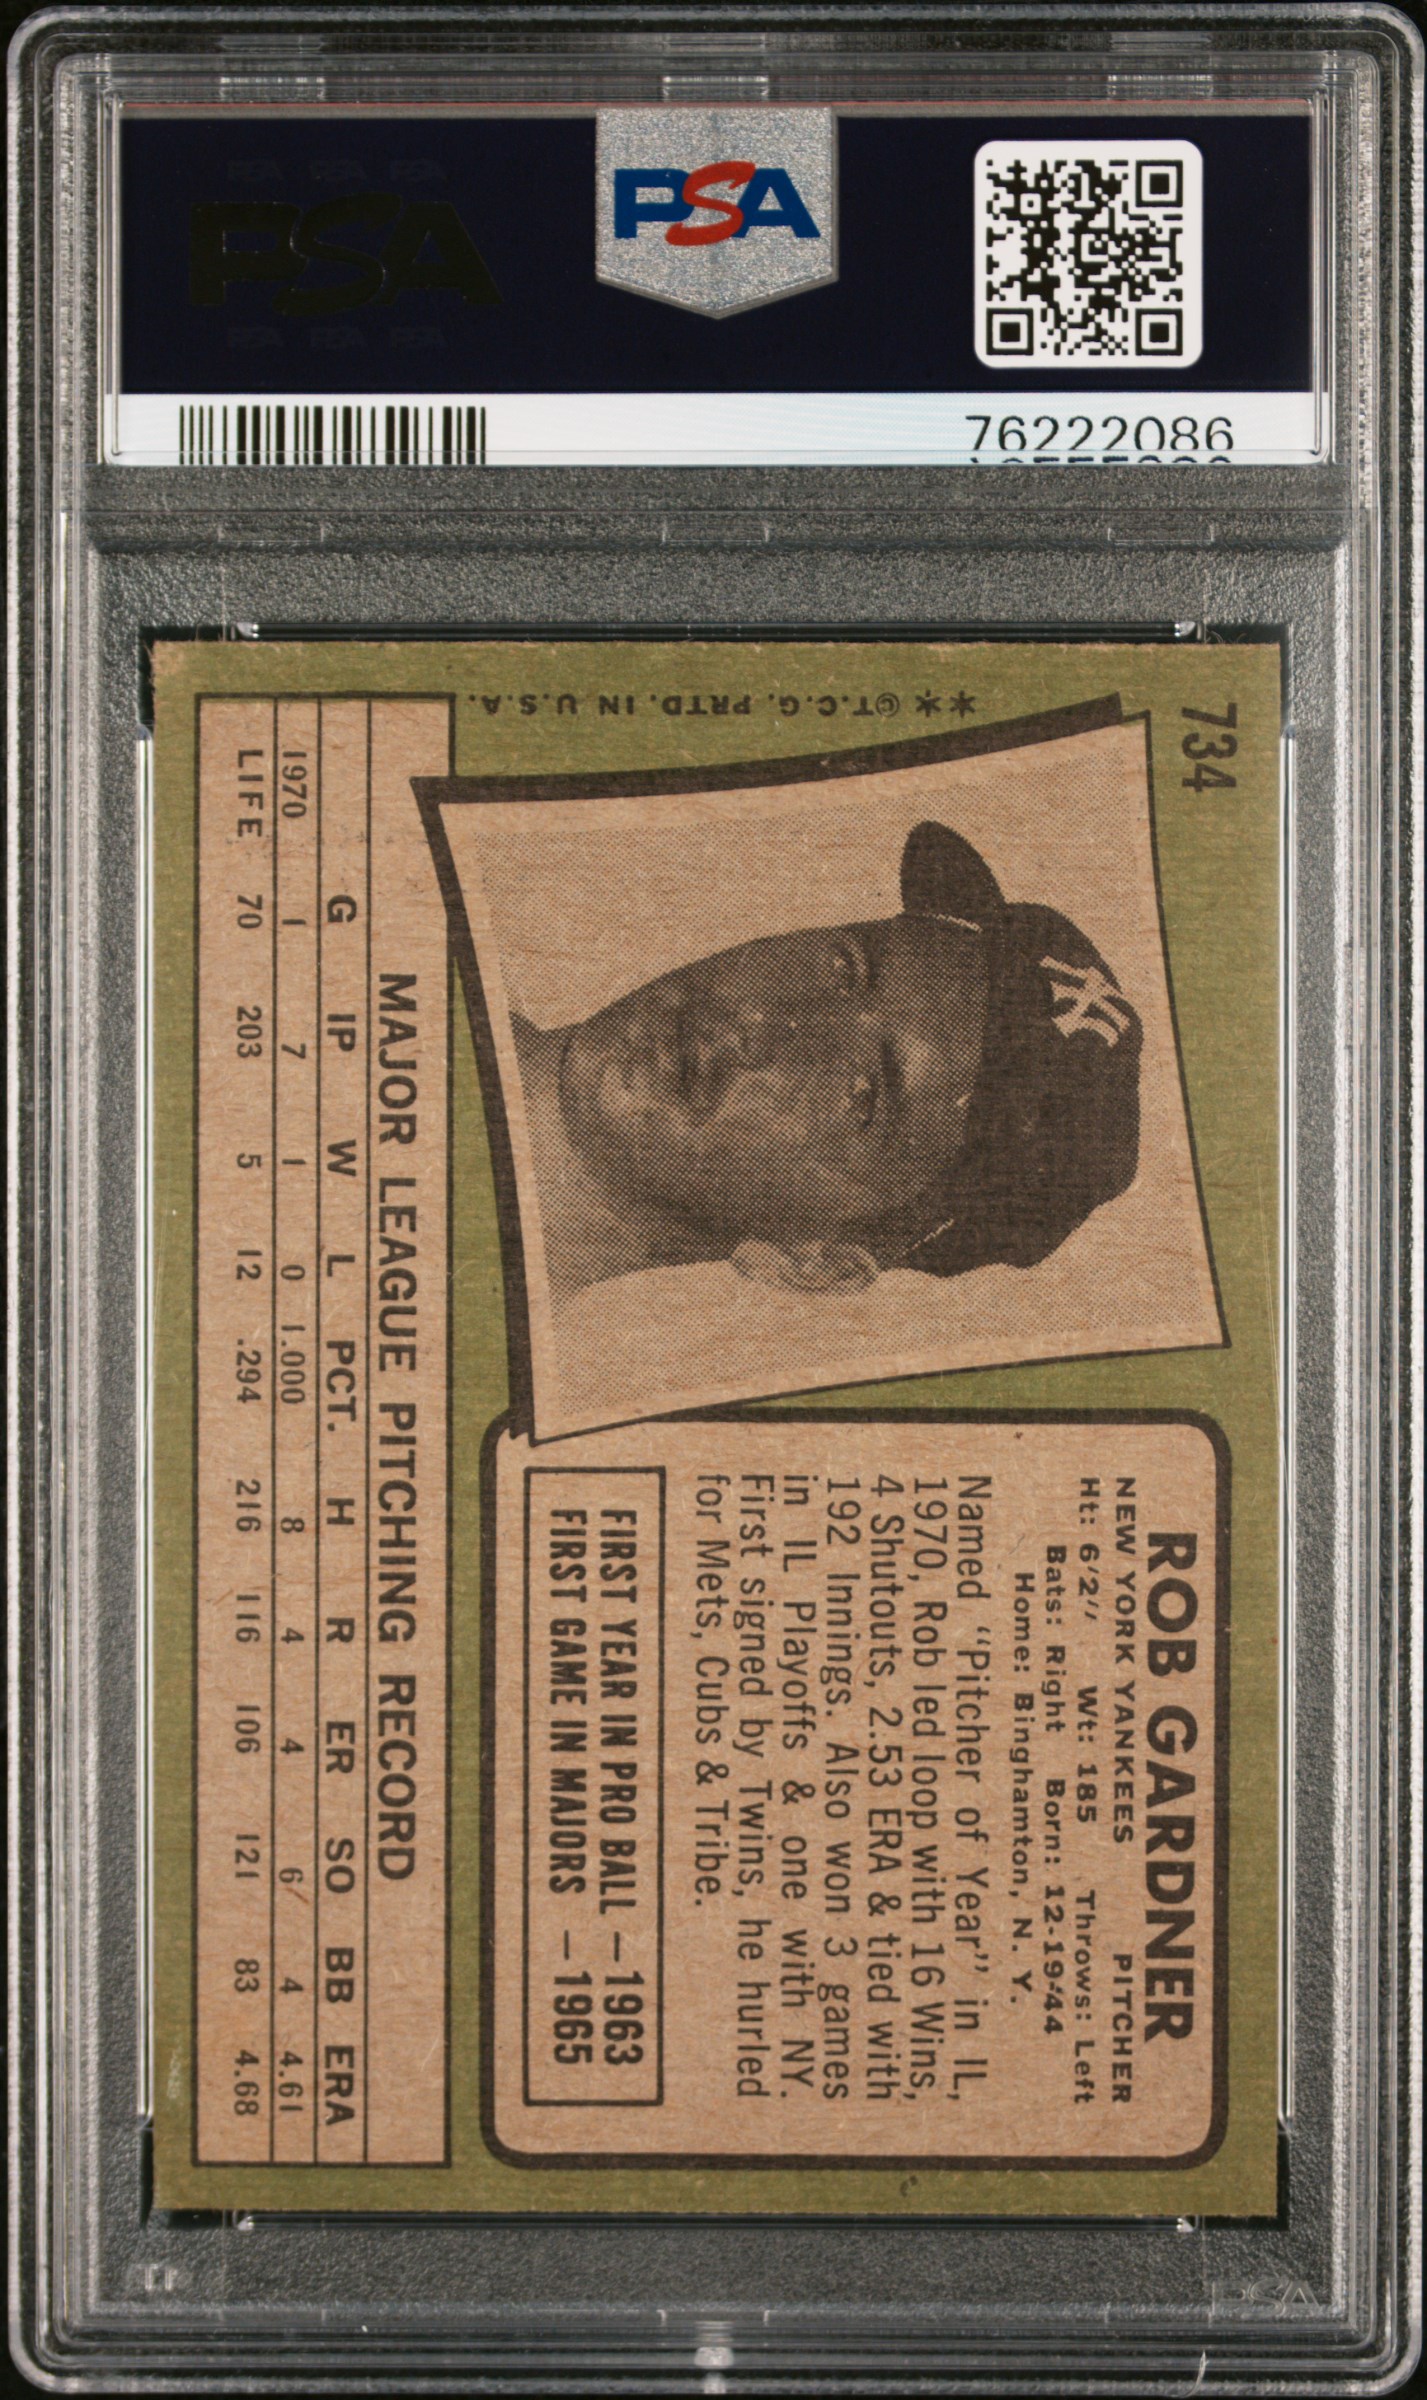 PSA
PSA
76222086
734
** ©T.C.G. PRTD. IN U.S.A.
ROB GARDNER
NEW YORK YANKEES PITCHER
Ht: 6'2" Wt: 185 Throws: Left
Bats: Right Born: 12-19-44
Home: Binghamton, N. Y.
Named "Pitcher of Year" in IL,
1970, Rob led loop with 16 Wins,
4 Shutouts, 2.53 ERA & tied with
192 Innings. Also won 3 games
in IL Playoffs & one with NY.
First signed by Twins, he hurled
for Mets, Cubs & Tribe.
FIRST YEAR IN PRO BALL —1963
FIRST GAME IN MAJORS —1965
MAJOR LEAGUE PITCHING RECORD
G IP W L PCT. H R ER SO BB ERA
1970 1 7 1 0 1.000 8 4 4 6 4 4.61
LIFE 70 203 5 12 .294 216 116 106 121 83 4.68
PSA